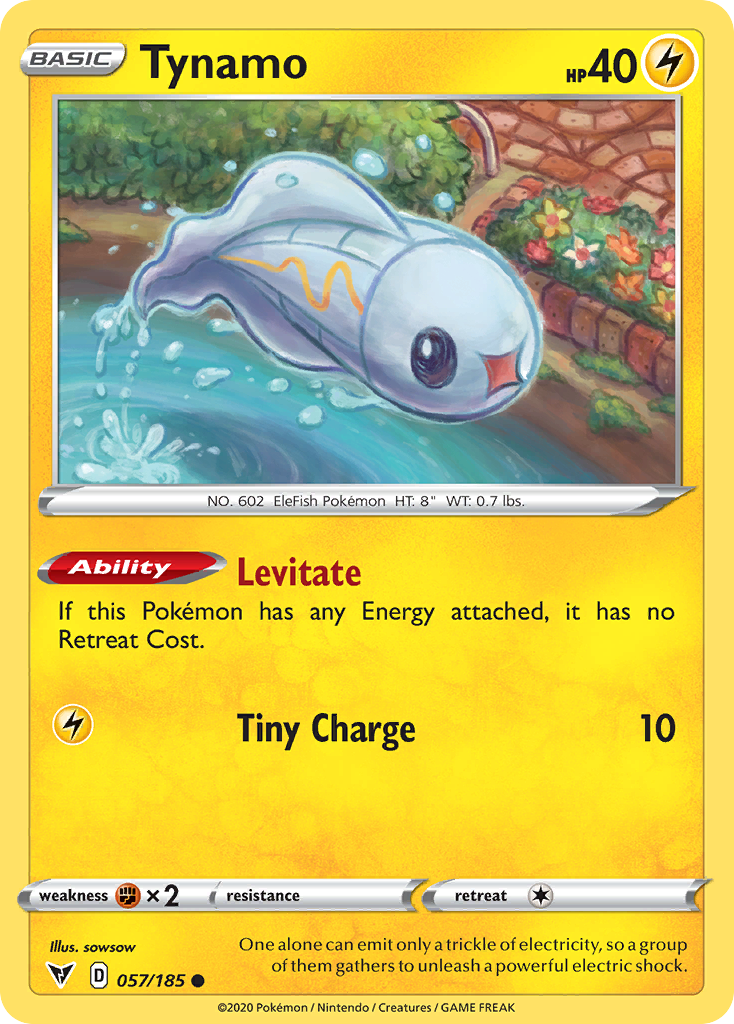 BASIC Tynamo HP 40
NO. 602 EleFish Pokémon HT: 8" WT: 0.7 lbs.
Ability Levitate
If this Pokémon has any Energy attached, it has no
Retreat Cost.
Tiny Charge 10
weakness ×2 resistance retreat
Illus. sowsow
One alone can emit only a trickle of electricity, so a group
of them gathers to unleash a powerful electric shock.
D 057/185
©2020 Pokémon / Nintendo / Creatures / GAME FREAK